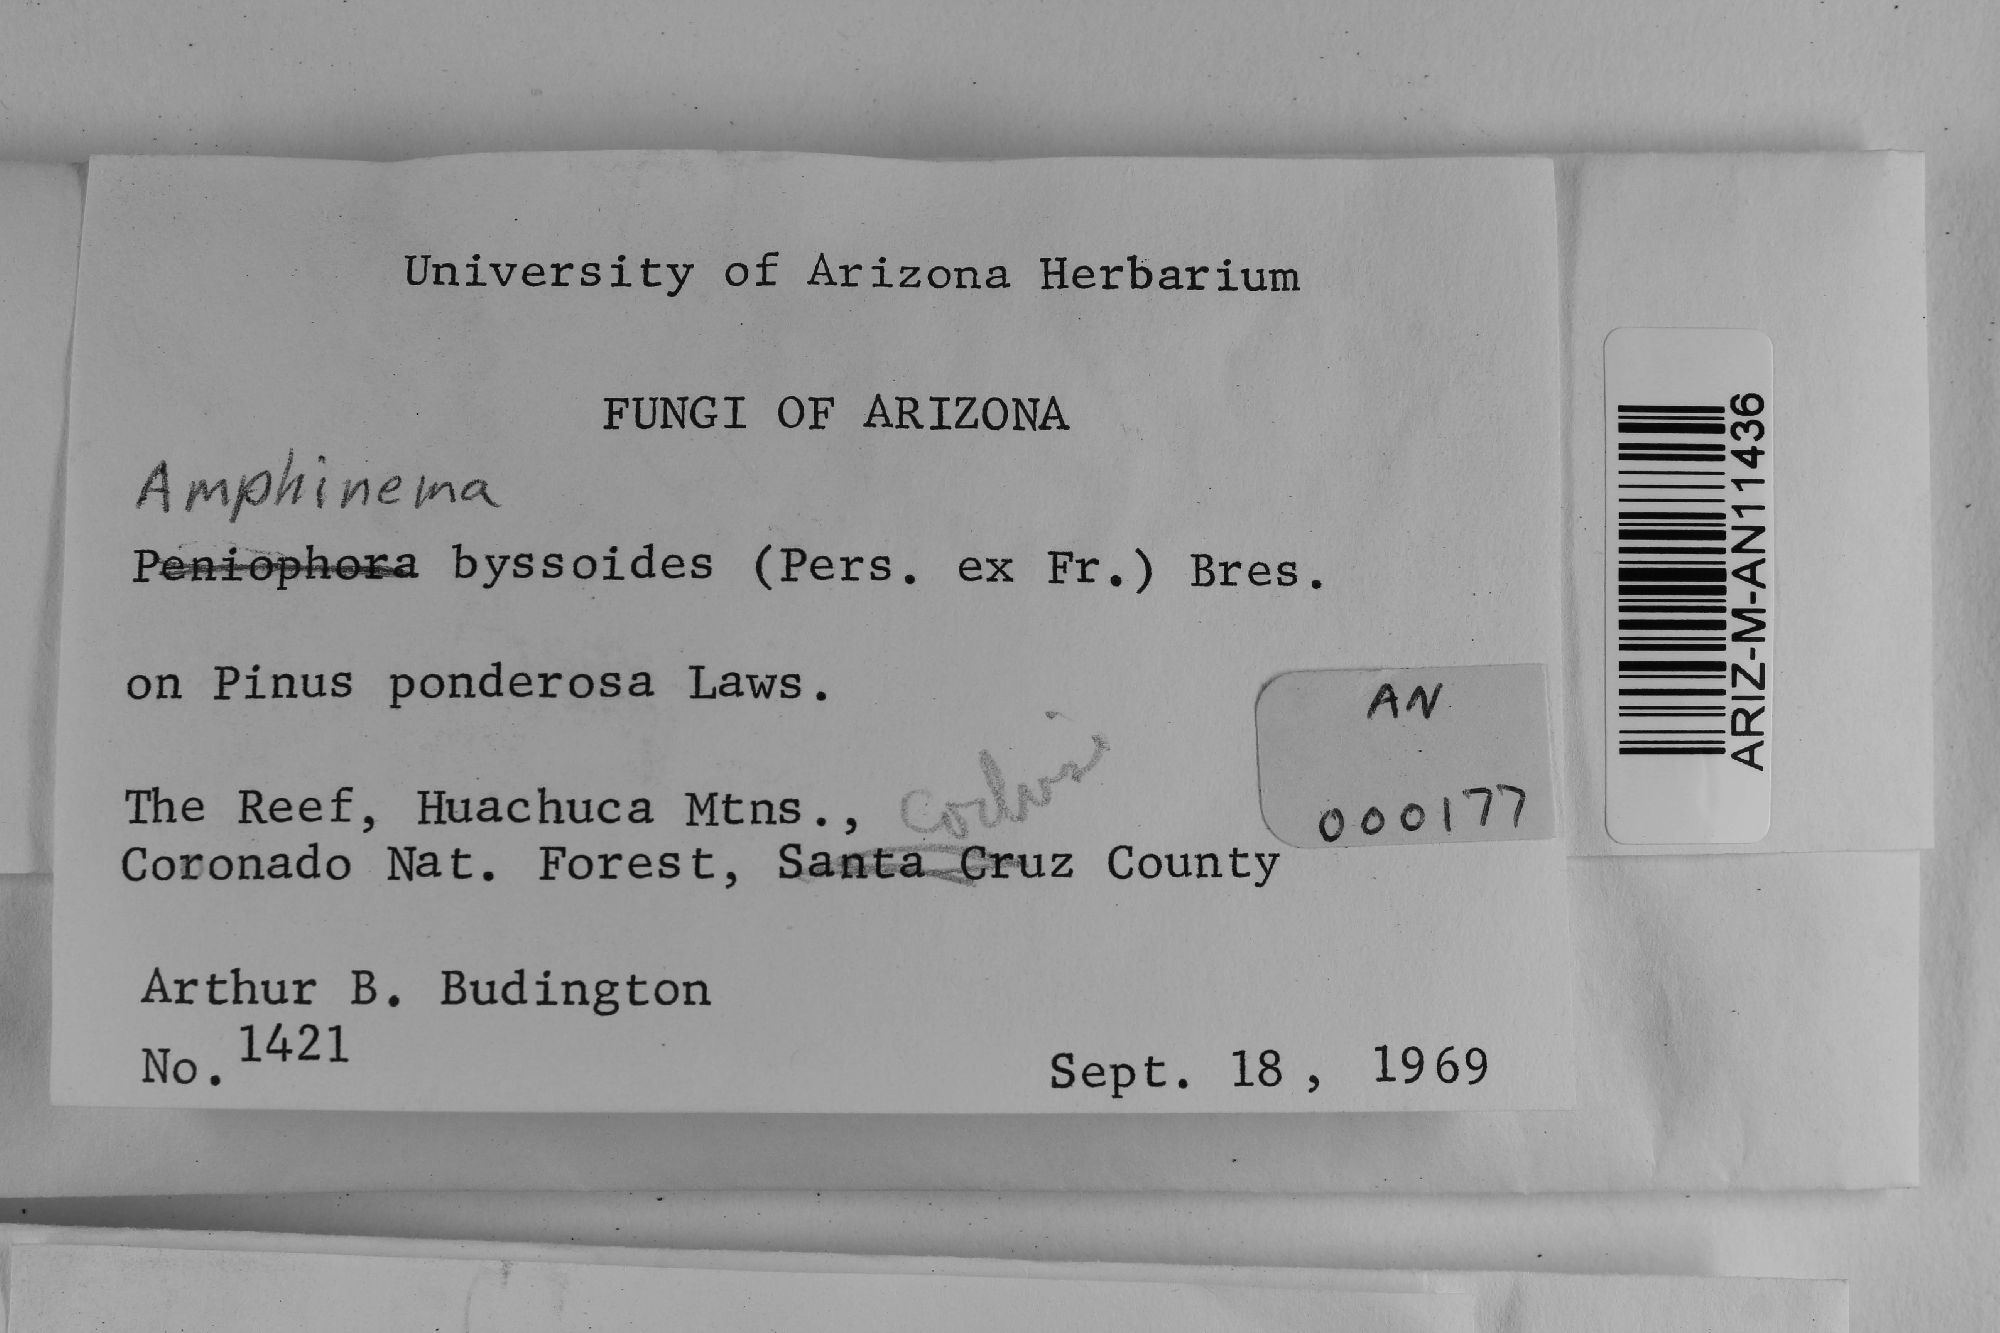 University of Arizona Herbarium
FUNGI OF ARIZONA
Amphinema
Peniophora byssoides (Pers. ex Fr.) Bres.
on Pinus ponderosa Laws.
AN
000177
The Reef, Huachuca Mtns.,
Coronado Nat. Forest, Santa Cruz County
Arthur B. Budington
No. 1421
Sept. 18, 1969
ARIZ-M-AN11436